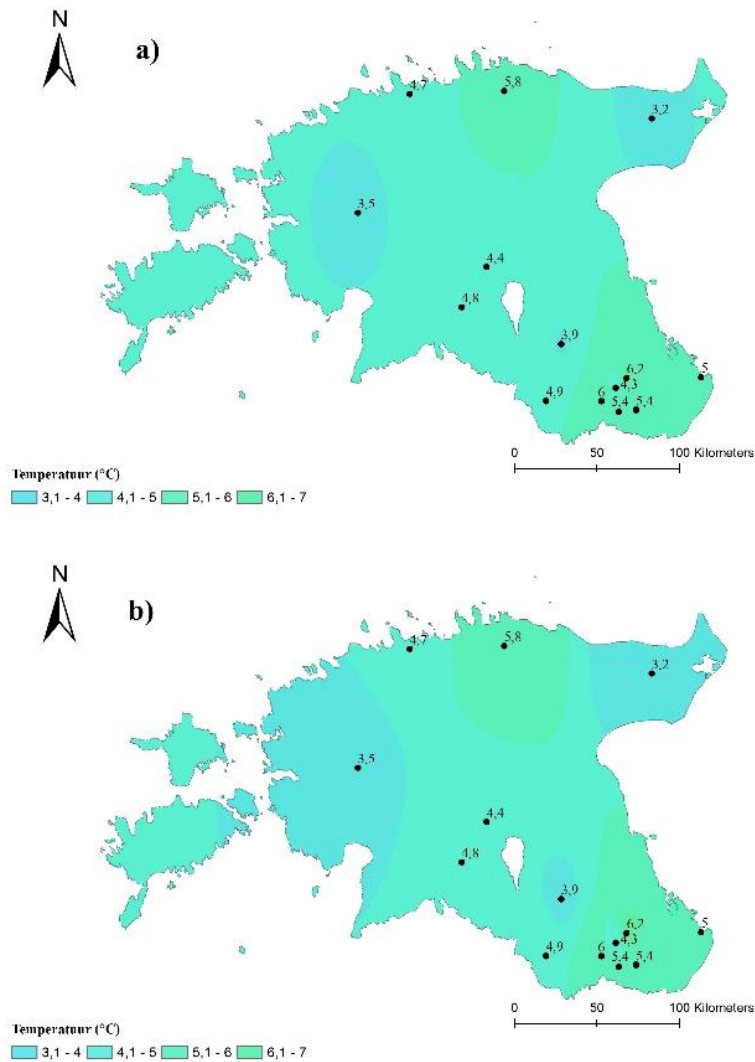 N
a)
4,7
5,8
3,2
3,5
4,4
4,8
3,9
6,2
5
4,3
4,9
6
5,4
5,4
0 50 100 Kilometers
Temperatuur (°C)
3,1 - 4 4,1 - 5 5,1 - 6 6,1 - 7
N
b)
4,7
5,8
3,2
3,5
4,4
4,8
3,9
6,2
5
4,3
4,9
6
5,4
5,4
0 50 100 Kilometers
Temperatuur (°C)
3,1 - 4 4,1 - 5 5,1 - 6 6,1 - 7